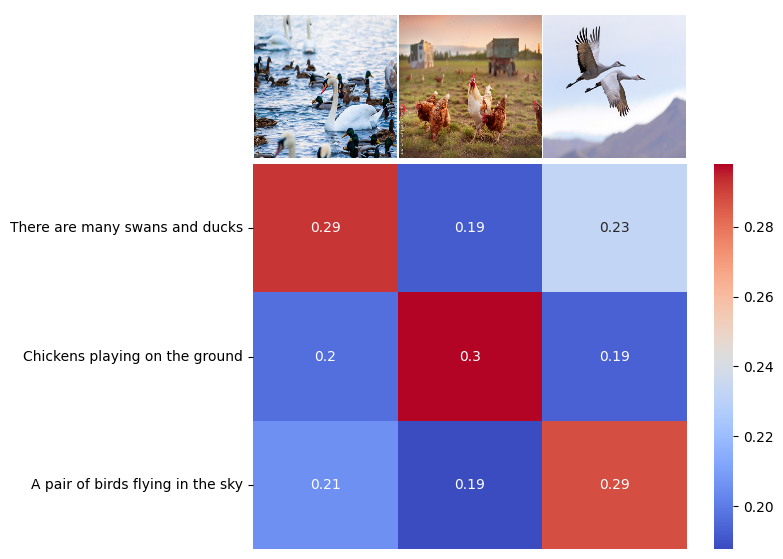 There are many swans and ducks 0.29 0.19 0.23
Chickens playing on the ground 0.2 0.3 0.19
A pair of birds flying in the sky 0.21 0.19 0.29
0.28
0.26
0.24
0.22
0.20